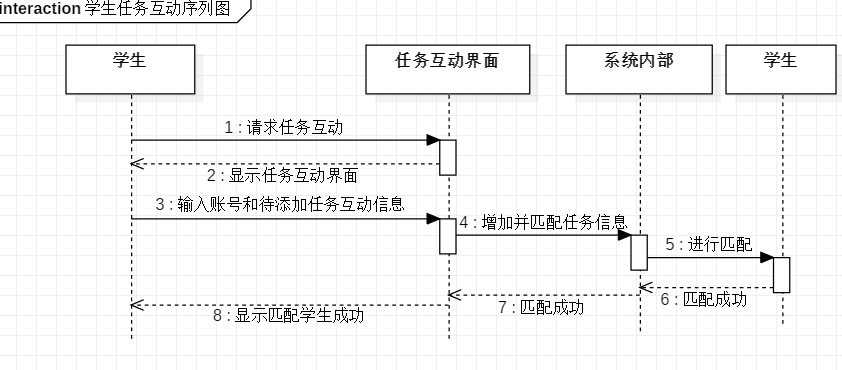 interaction 学生任务互动序列图
学生
任务互动界面
系统内部
学生
1 : 请求任务互动
2 : 显示任务互动界面
3 : 输入账号和待添加任务互动信息
4 : 增加并匹配任务信息
5 : 进行匹配
6 : 匹配成功
7 : 匹配成功
8 : 显示匹配学生成功